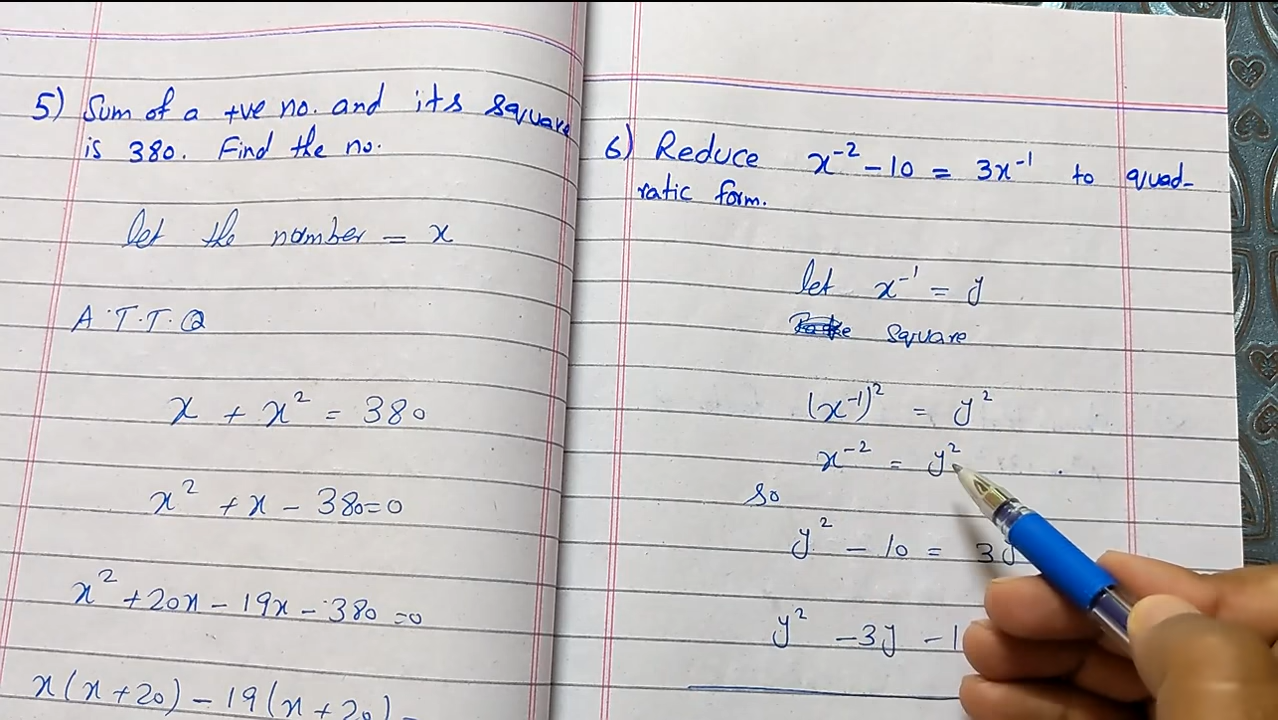 5) Sum of a +ve no. and its square
is 380. Find the no.
let the number = x
A.T.T.Q
x + x² = 380
x² + x - 380=0
x² +20x - 19x - 380 =0
x(x+20) - 19(x+20) =
6) Reduce x⁻² - 10 = 3x⁻¹ to quad-
ratic form.
let x⁻¹ = y
Square
(x⁻¹)² = y²
x⁻² = y²
so
y² - 10 = 3y
y² - 3y - 1